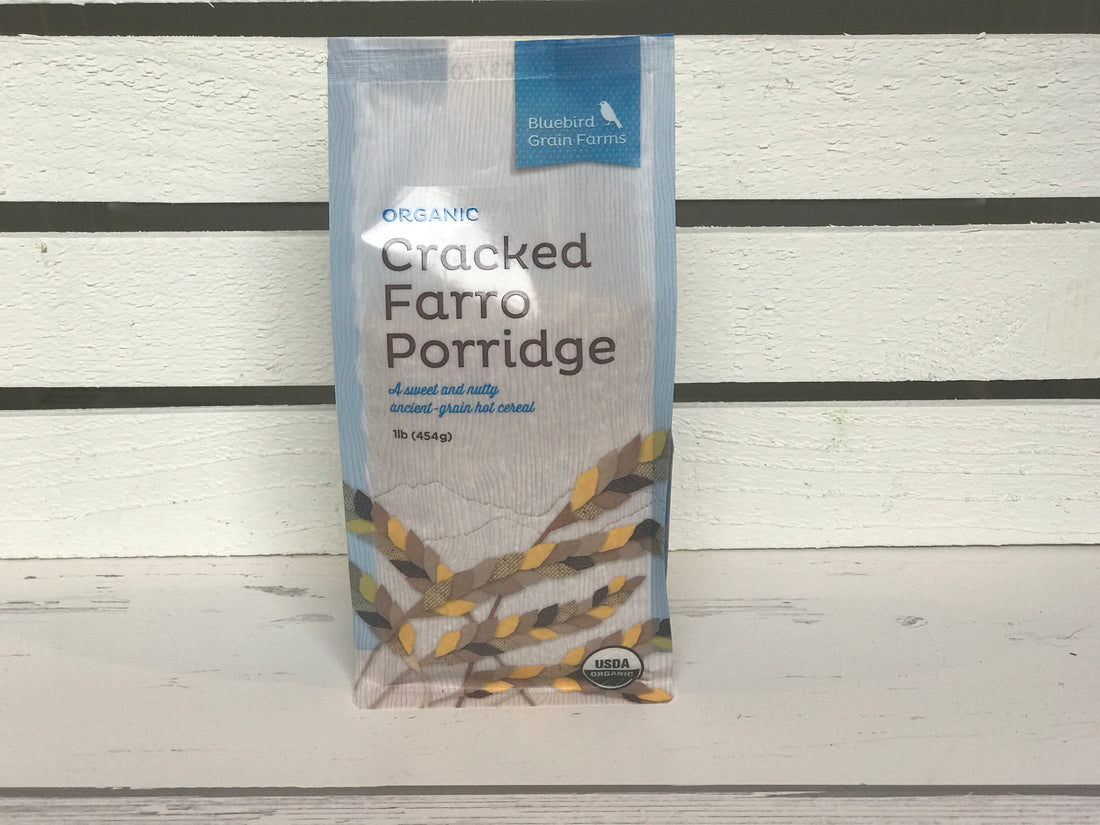 Bluebird
Grain Farms
ORGANIC
Cracked
Farro
Porridge
A sweet and nutty
ancient-grain hot cereal
1lb (454g)
USDA
ORGANIC